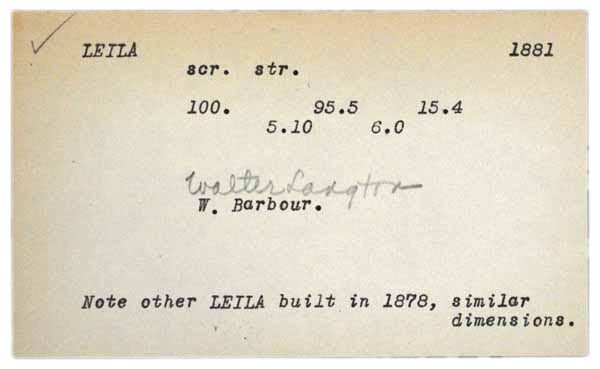 LEILA 1881
scr. str.
100. 95.5 15.4
5.10 6.0
Walter Langton
W. Barbour.
Note other LEILA built in 1878, similar
dimensions.